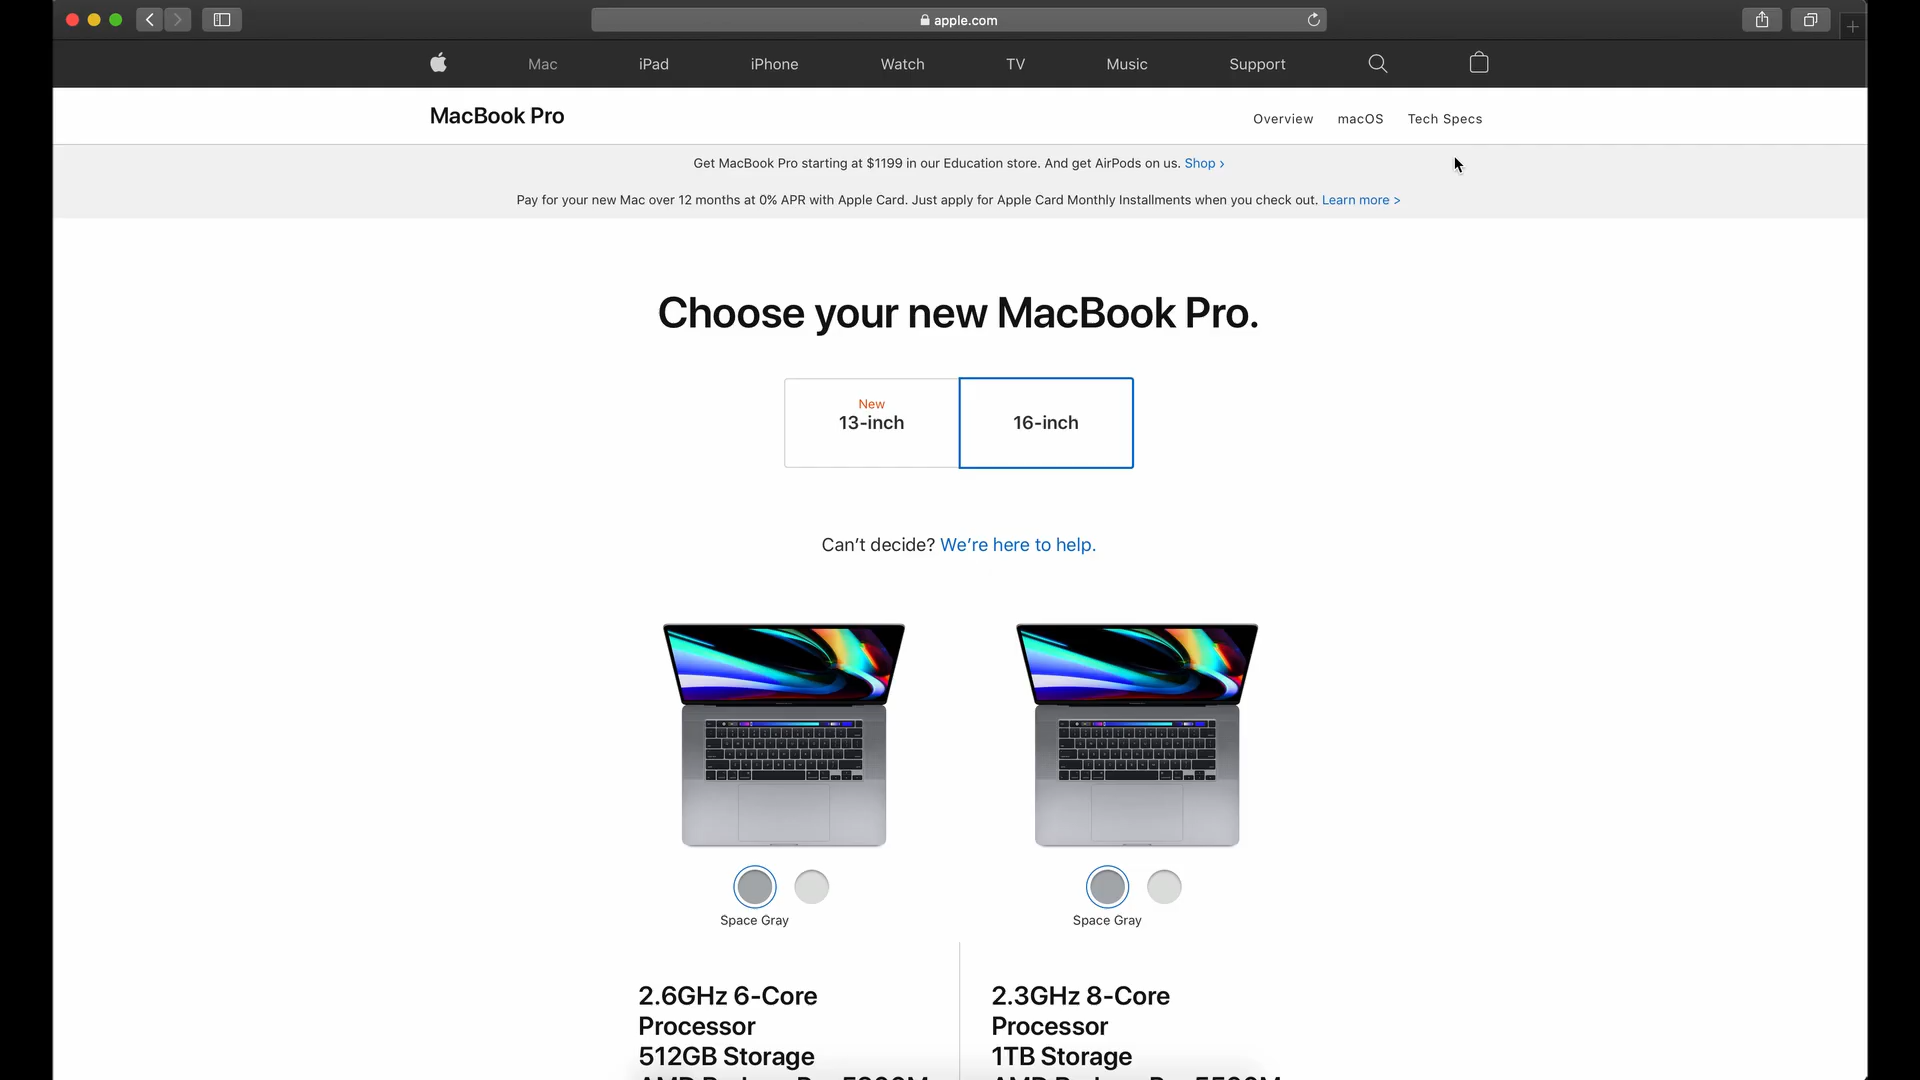 apple.com
Mac iPad iPhone Watch TV Music Support
MacBook Pro
Overview macOS Tech Specs
Get MacBook Pro starting at $1199 in our Education store. And get AirPods on us. Shop >
Pay for your new Mac over 12 months at 0% APR with Apple Card. Just apply for Apple Card Monthly Installments when you check out. Learn more >
Choose your new MacBook Pro.
New
13-inch
16-inch
Can’t decide? We’re here to help.
Space Gray
Space Gray
2.6GHz 6-Core
Processor
512GB Storage
2.3GHz 8-Core
Processor
1TB Storage